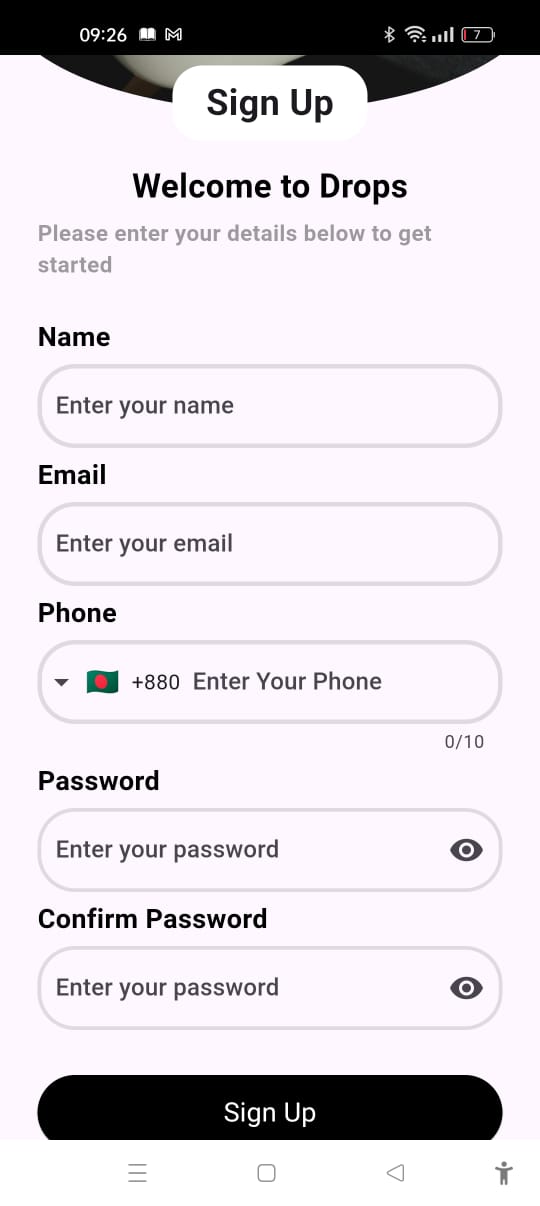 09:26
7
Sign Up
Welcome to Drops
Please enter your details below to get
started
Name
Enter your name
Email
Enter your email
Phone
+880 Enter Your Phone
0/10
Password
Enter your password
Confirm Password
Enter your password
Sign Up